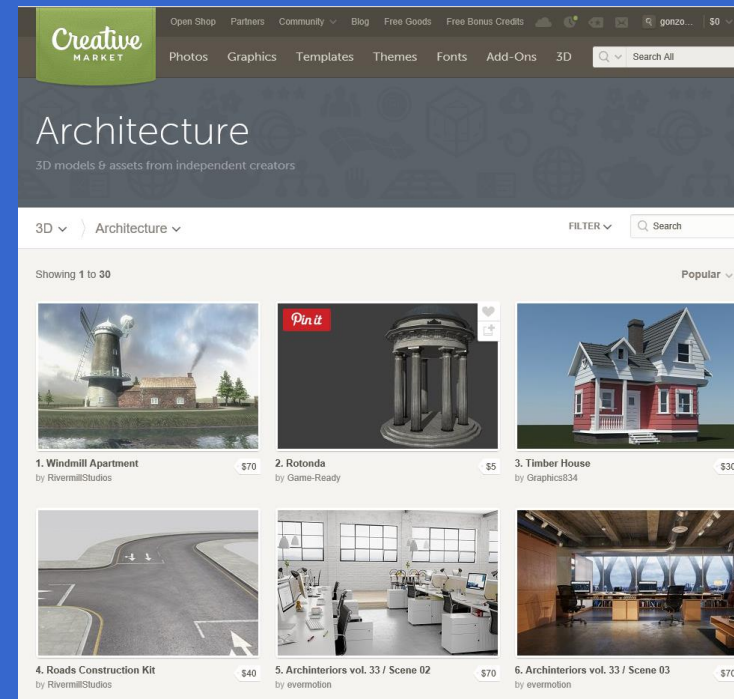 Creative
MARKET
Open Shop Partners Community Blog Free Goods Free Bonus Credits gonzo... $0
Photos Graphics Templates Themes Fonts Add-Ons 3D Search All
Architecture
3D models & assets from independent creators
3D Architecture FILTER Search
Showing 1 to 30 Popular
Pin it
1. Windmill Apartment $70
by RivermillStudios
2. Rotonda $5
by Game-Ready
3. Timber House $30
by Graphics834
4. Roads Construction Kit $40
by RivermillStudios
5. Archinteriors vol. 33 / Scene 02 $70
by evermotion
6. Archinteriors vol. 33 / Scene 03 $70
by evermotion